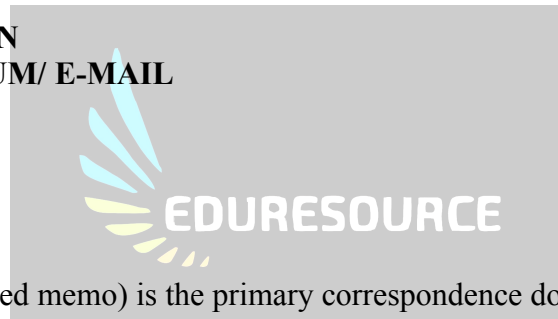 N
UM/ E-MAIL
EDURESOURCE
ed memo) is the primary correspondence do